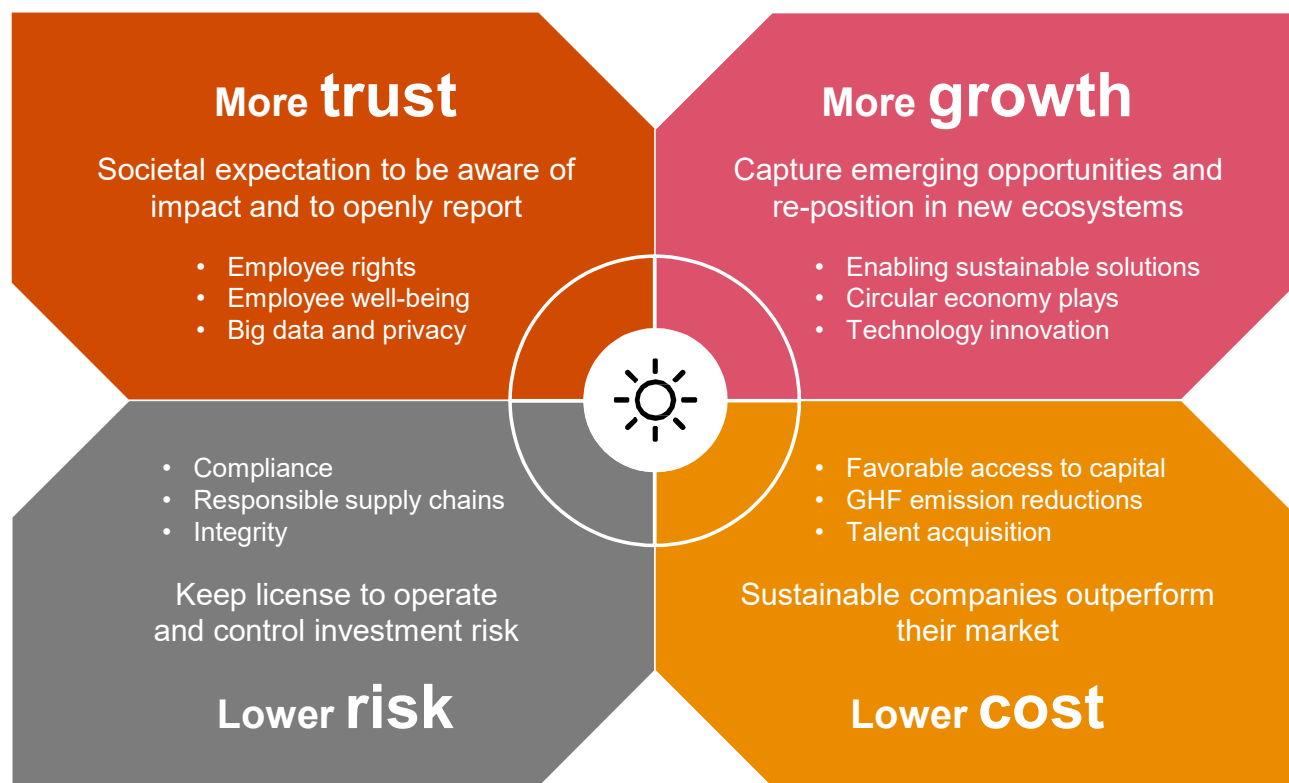 More trust
Societal expectation to be aware of
impact and to openly report
• Employee rights
• Employee well-being
• Big data and privacy
More growth
Capture emerging opportunities and
re-position in new ecosystems
• Enabling sustainable solutions
• Circular economy plays
• Technology innovation
• Compliance
• Responsible supply chains
• Integrity
Keep license to operate
and control investment risk
Lower risk
• Favorable access to capital
• GHF emission reductions
• Talent acquisition
Sustainable companies outperform
their market
Lower cost